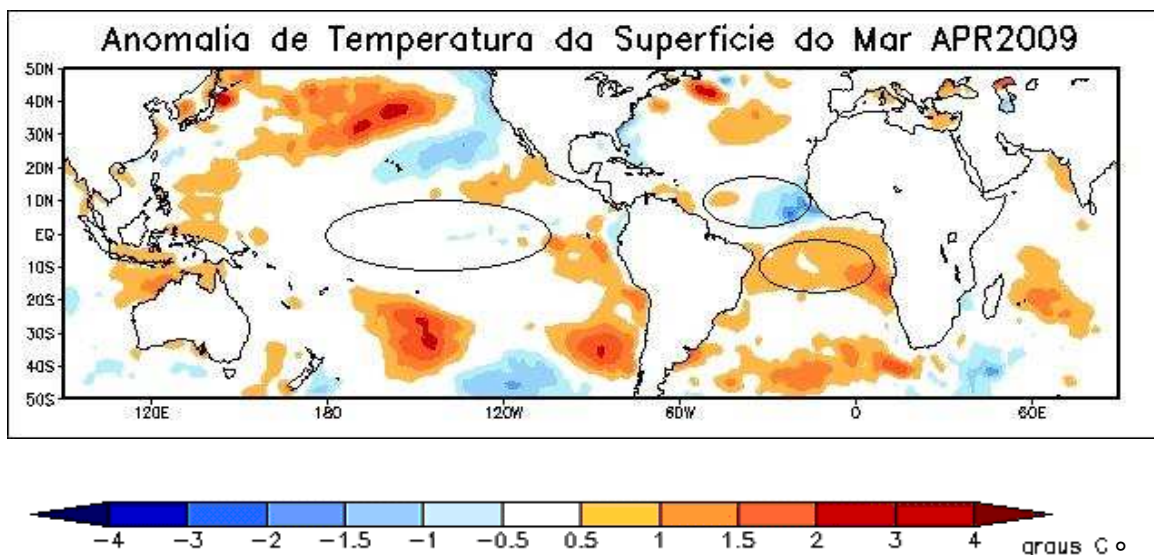 Anomalia de Temperatura da Superficie do Mar APR2009
50N
40N
30N
20N
10N
EQ
10S
20S
30S
40S
50S
120E 180 120W 60W 0 60E
-4 -3 -2 -1.5 -1 -0.5 0.5 1 1.5 2 3 4
graus C o